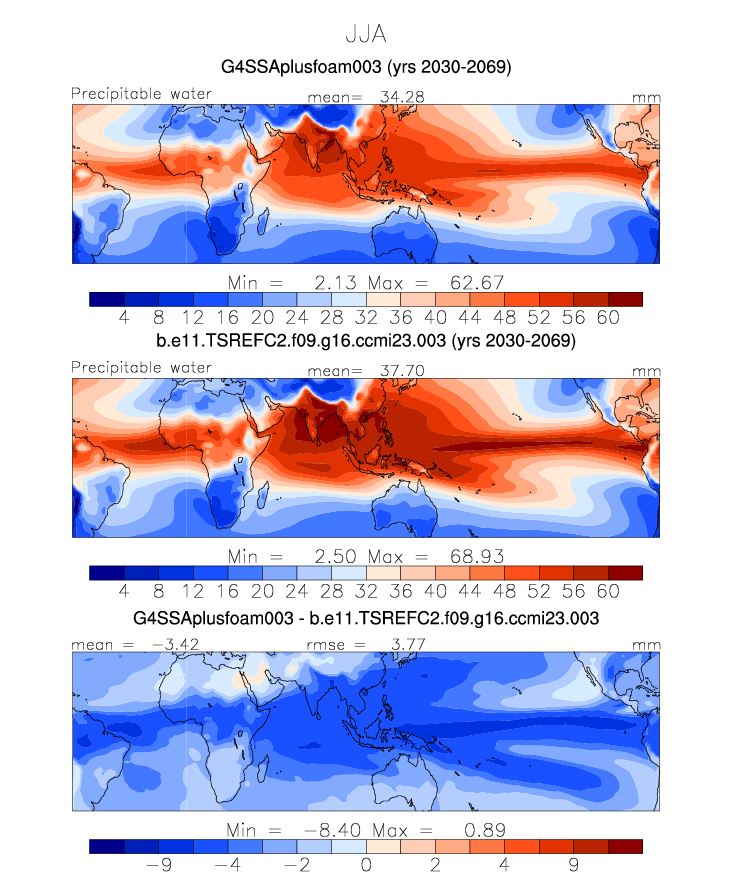 JJA
G4SSAplusfoam003 (yrs 2030-2069)
Precipitable water mean= 34.28 mm
Min = 2.13 Max = 62.67
4 8 12 16 20 24 28 32 36 40 44 48 52 56 60
b.e11.TSREFC2.f09.g16.ccmi23.003 (yrs 2030-2069)
Precipitable water mean= 37.70 mm
Min = 2.50 Max = 68.93
4 8 12 16 20 24 28 32 36 40 44 48 52 56 60
G4SSAplusfoam003 - b.e11.TSREFC2.f09.g16.ccmi23.003
mean = -3.42 rmse = 3.77 mm
Min = -8.40 Max = 0.89
-9 -4 -2 0 2 4 9